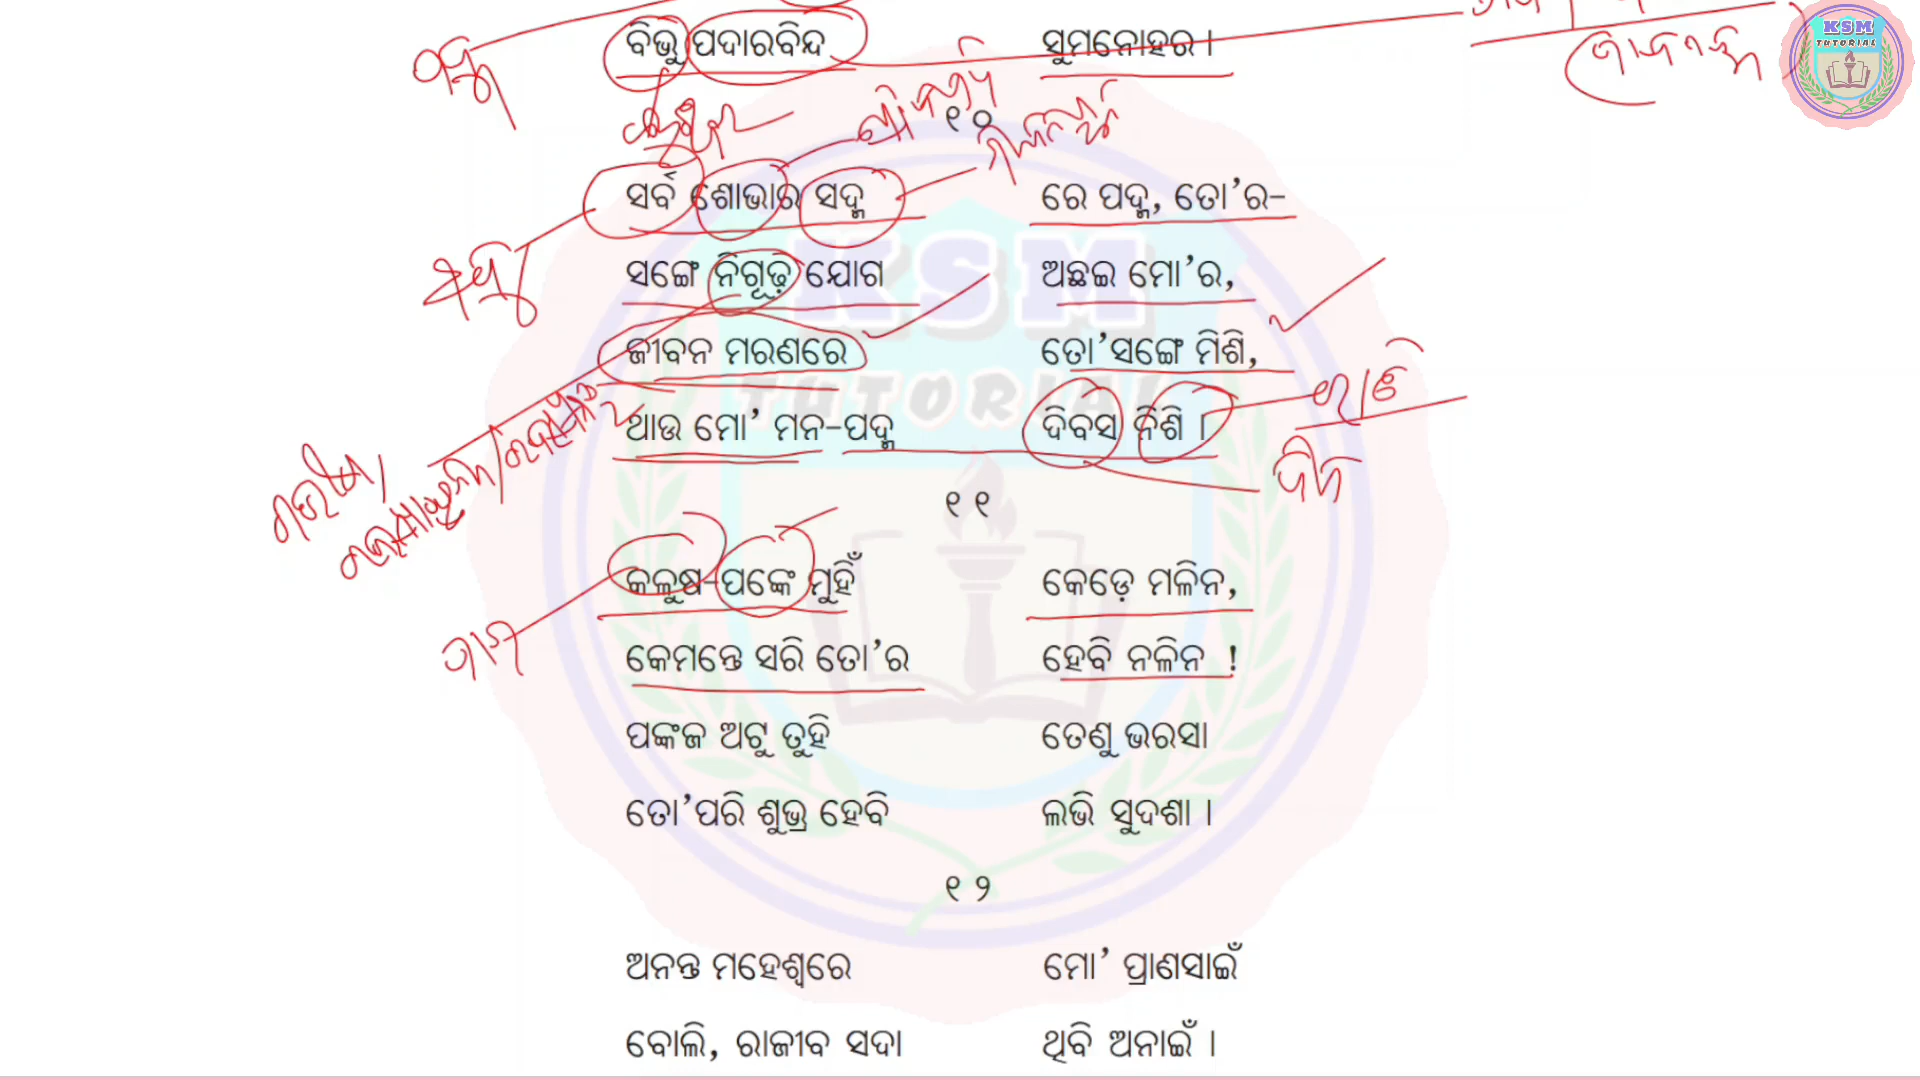 ବିଭୁ ପଦାରବିନ୍ଦ ସୁମନୋହର ।
୧୦
ସର୍ବ ଶୋଭାର ସଦ୍ମ ରେ ପଦ୍ମ, ତୋ’ର-
ସଙ୍ଗେ ନିଗୂଢ଼ ଯୋଗ ଅଛଇ ମୋ’ର,
ଜୀବନ ମରଣରେ ତୋ’ସଙ୍ଗେ ମିଶି,
ଥାଉ ମୋ’ ମନ-ପଦ୍ମ ଦିବସ ନିଶି ।
ରାତି
ଦିନ
୧୧
କଳୁଷ-ପଙ୍କେ ମୁହିଁ କେଡ଼େ ମଳିନ,
କେମନ୍ତେ ସରି ତୋ’ର ହେବି ନଳିନ !
ପଙ୍କଜ ଅଟୁ ତୁହି ତେଣୁ ଭରସା
ତୋ’ପରି ଶୁଭ୍ର ହେବି ଲଭି ସୁଦଶା ।
୧୨
ଅନନ୍ତ ମହେଶ୍ୱରେ ମୋ’ ପ୍ରାଣସାଇଁ
ବୋଲି, ରାଜୀବ ସଦା ଥିବି ଅନାଇଁ ।
KSM
TUTORIAL
KSM
TUTORIAL